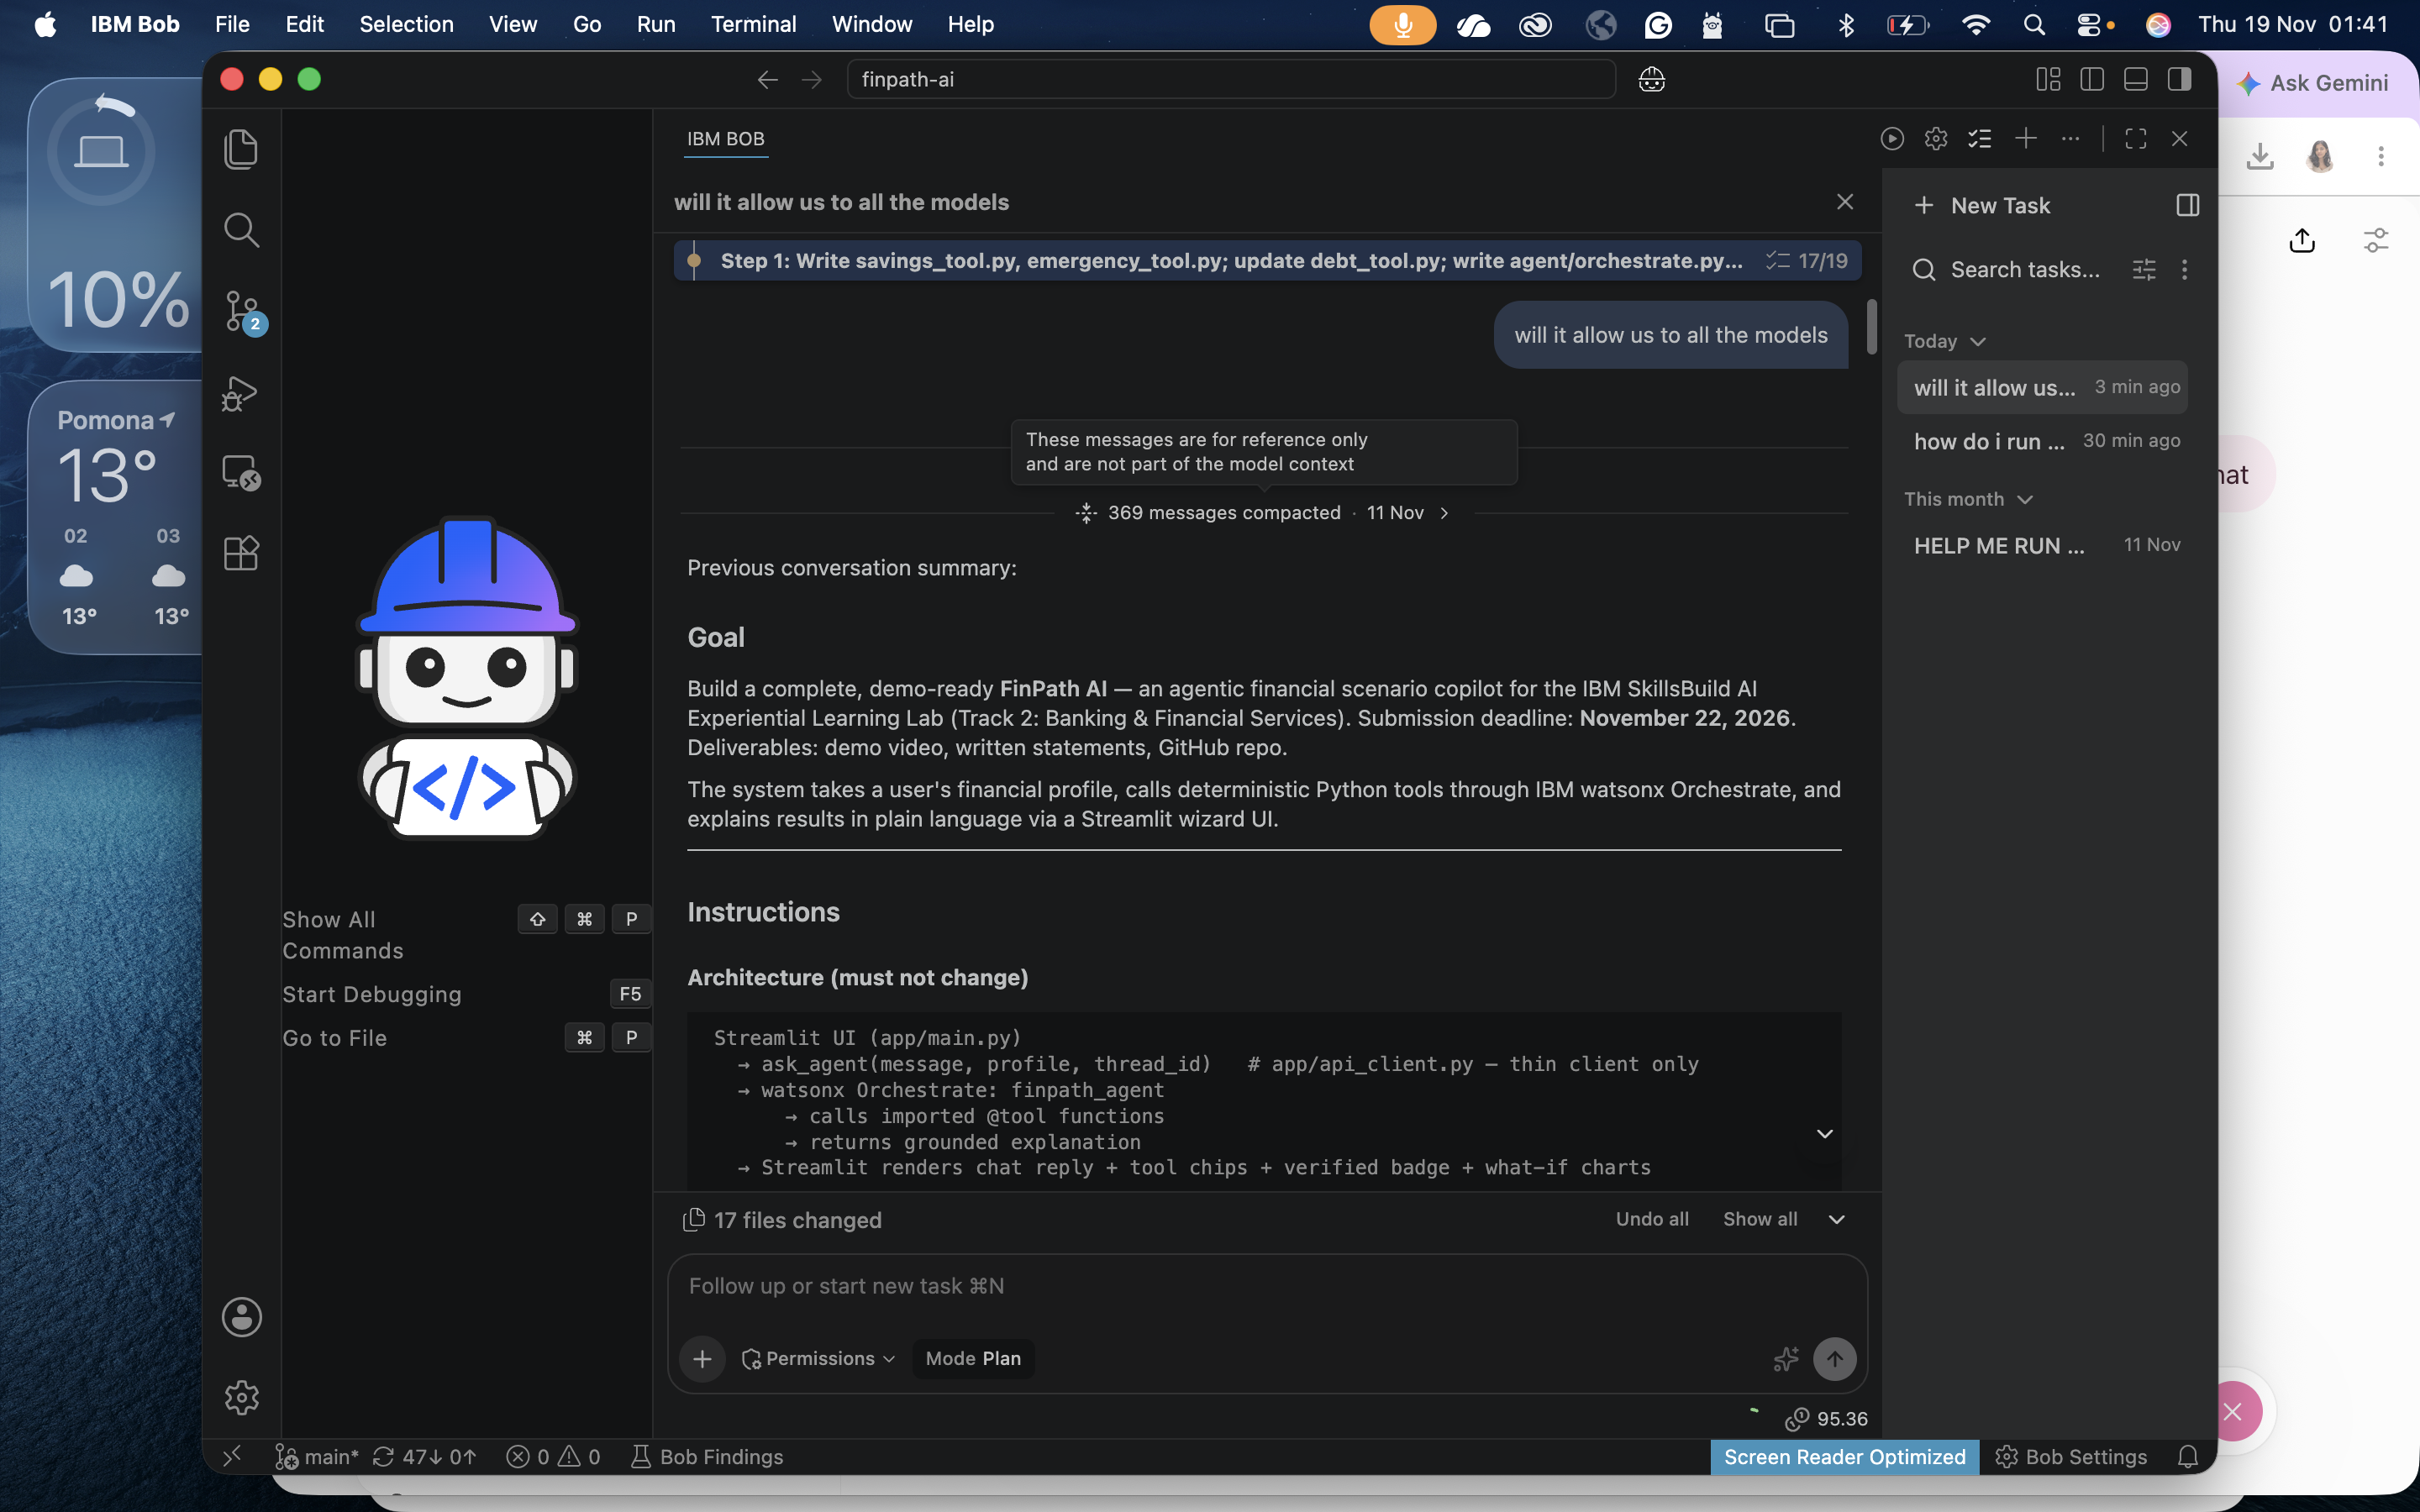 IBM Bob File Edit Selection View Go Run Terminal Window Help
Thu 19 Nov 01:41
10%
Pomona
13°
02 03
13° 13°
finpath-ai
2
Show All Commands ⇧ ⌘ P
Start Debugging F5
Go to File ⌘ P
IBM BOB
will it allow us to all the models
Step 1: Write savings_tool.py, emergency_tool.py; update debt_tool.py; write agent/orchestrate.py... 17/19
will it allow us to all the models
These messages are for reference only
and are not part of the model context
369 messages compacted · 11 Nov >
Previous conversation summary:
Goal
Build a complete, demo-ready FinPath AI — an agentic financial scenario copilot for the IBM SkillsBuild AI
Experiential Learning Lab (Track 2: Banking & Financial Services). Submission deadline: November 22, 2026.
Deliverables: demo video, written statements, GitHub repo.
The system takes a user's financial profile, calls deterministic Python tools through IBM watsonx Orchestrate, and
explains results in plain language via a Streamlit wizard UI.
Instructions
Architecture (must not change)
Streamlit UI (app/main.py)
→ ask_agent(message, profile, thread_id) # app/api_client.py — thin client only
→ watsonx Orchestrate: finpath_agent
→ calls imported @tool functions
→ returns grounded explanation
→ Streamlit renders chat reply + tool chips + verified badge + what-if charts
17 files changed Undo all Show all
Follow up or start new task ⌘N
Permissions Mode Plan
95.36
New Task
Search tasks...
Today
will it allow us... 3 min ago
how do i run ... 30 min ago
This month
HELP ME RUN ... 11 Nov
main* 47↓ 0↑ 0 0 Bob Findings
Screen Reader Optimized Bob Settings
Ask Gemini